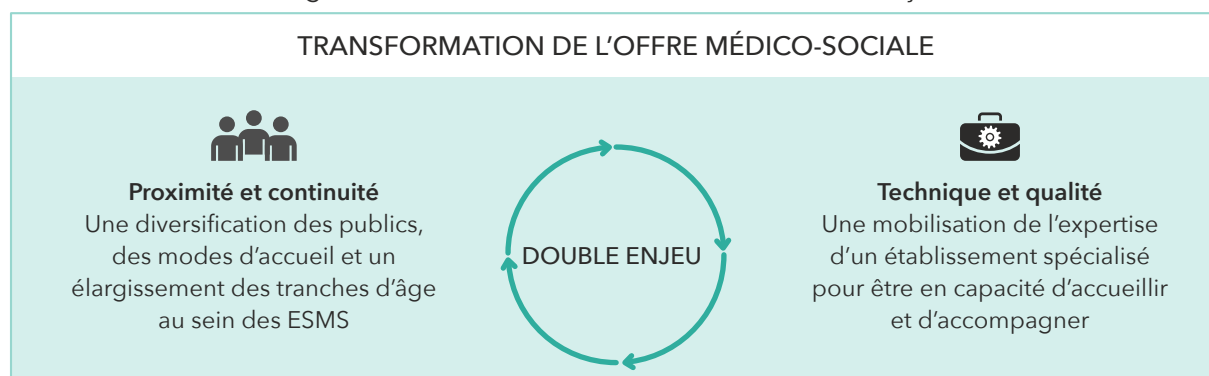 TRANSFORMATION DE L'OFFRE MÉDICO-SOCIALE
Proximité et continuité
Une diversification des publics,
des modes d'accueil et un
élargissement des tranches d'âge
au sein des ESMS
DOUBLE ENJEU
Technique et qualité
Une mobilisation de l'expertise
d'un établissement spécialisé
pour être en capacité d'accueillir
et d'accompagner